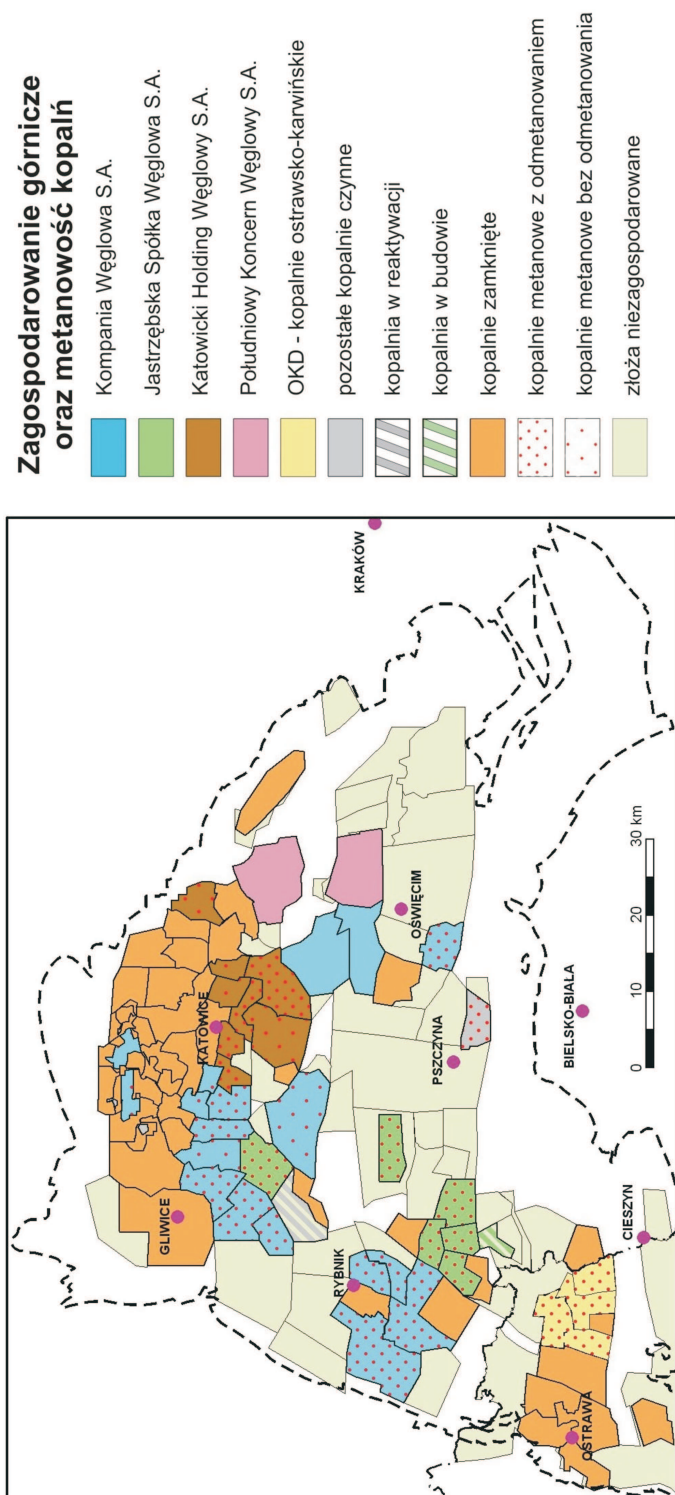 Zagospodarowanie górnicze
oraz metanowość kopalń
Kompania Węglowa S.A.
Jastrzębska Spółka Węglowa S.A.
Katowicki Holding Węglowy S.A.
Południowy Koncern Węglowy S.A.
OKD - kopalnie ostrawsko-karwińskie
pozostałe kopalnie czynne
kopalnia w reaktywacji
kopalnia w budowie
kopalnie zamknięte
kopalnie metanowe z odmetanowaniem
kopalnie metanowe bez odmetanowania
złoża niezagospodarowane
GLIWICE
KATOWICE
KRAKÓW
RYBNIK
OŚWIĘCIM
PSZCZYNA
BIELSKO-BIALA
CIESZYN
OSTRAWA
0 10 20 30 km